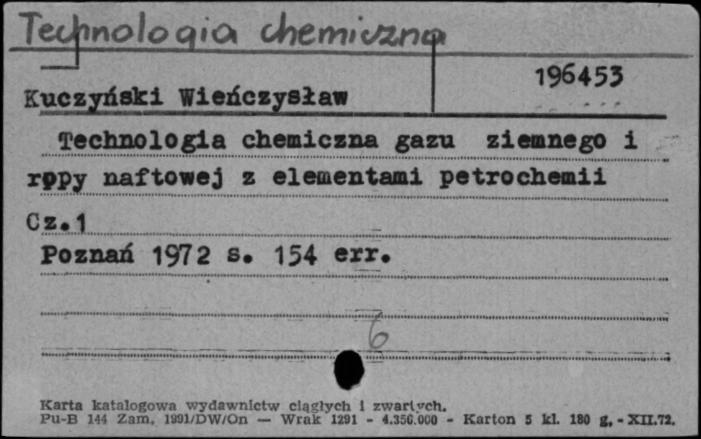 Technologia chemiczna
196453
Kuczyński Wieńczysław
Technologia chemiczna gazu ziemnego i
rppy naftowej z elementami petrochemii
Cz.1
Poznań 1972 s. 154 err.
6
Karta katalogowa wydawnictw ciągłych i zwartych.
Pu-B 144 Zam. 1991/DW/On — Wrak 1291 - 4.356.000 - Karton 5 kl. 180 g. - XII.72.